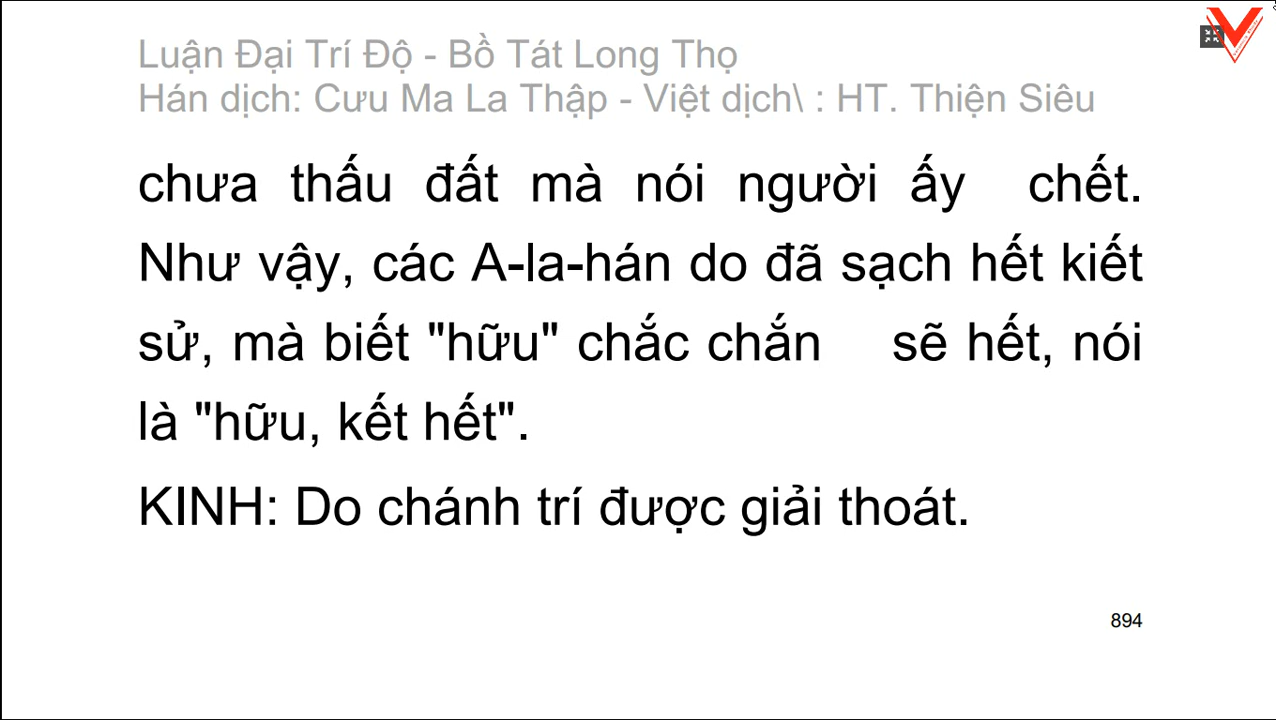 Luận Đại Trí Độ - Bồ Tát Long Thọ
Hán dịch: Cưu Ma La Thập - Việt dịch\ : HT. Thiện Siêu
chưa thấu đất mà nói người ấy chết.
Như vậy, các A-la-hán do đã sạch hết kiết
sử, mà biết "hữu" chắc chắn sẽ hết, nói
là "hữu, kết hết".
KINH: Do chánh trí được giải thoát.
894